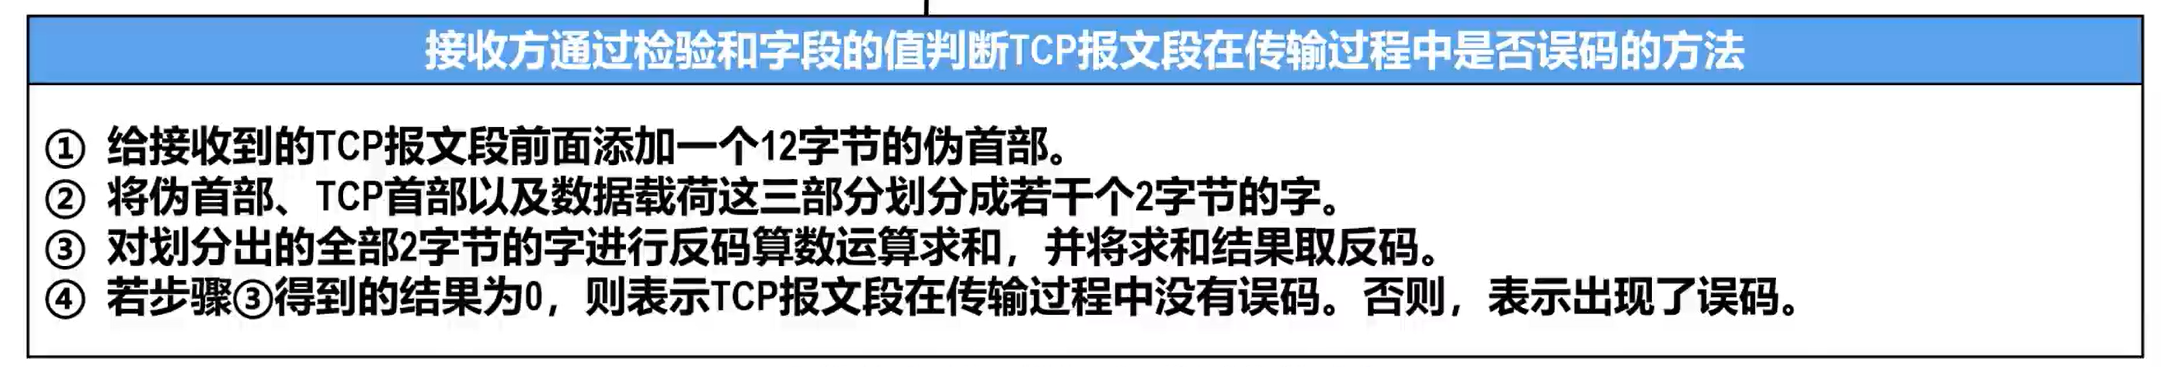 接收方通过检验和字段的值判断TCP报文段在传输过程中是否误码的方法
① 给接收到的TCP报文段前面添加一个12字节的伪首部。
② 将伪首部、TCP首部以及数据载荷这三部分划分成若干个2字节的字。
③ 对划分出的全部2字节的字进行反码算数运算求和，并将求和结果取反码。
④ 若步骤③得到的结果为0，则表示TCP报文段在传输过程中没有误码。否则，表示出现了误码。